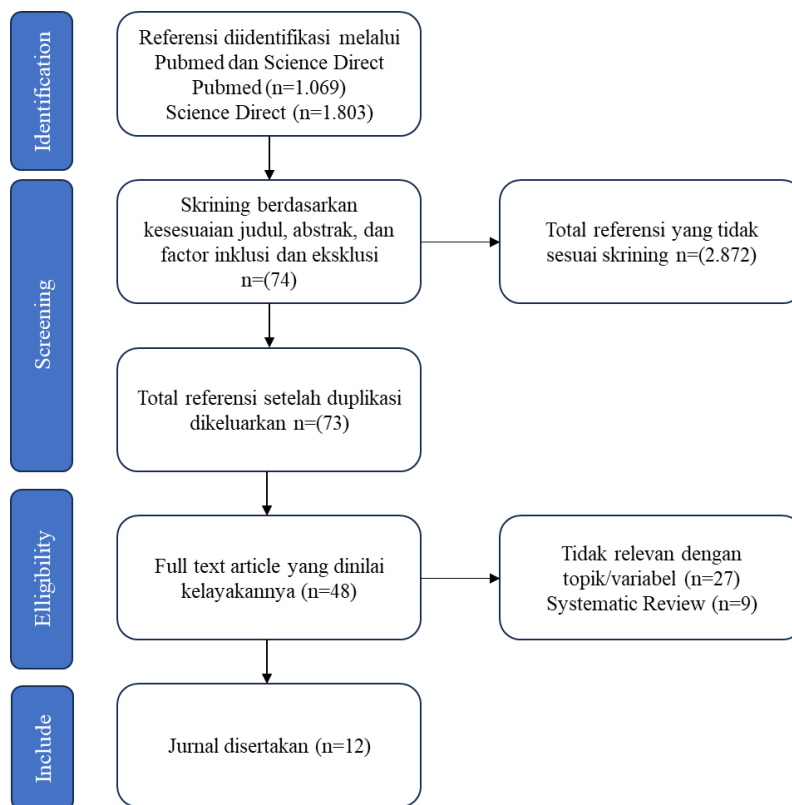 Identification
Referensi diidentifikasi melalui
Pubmed dan Science Direct
Pubmed (n=1.069)
Science Direct (n=1.803)
Screening
Skrining berdasarkan
kesesuaian judul, abstrak, dan
factor inklusi dan eksklusi
n=(74)
Total referensi yang tidak
sesuai skrining n=(2.872)
Total referensi setelah duplikasi
dikeluarkan n=(73)
Elligibility
Full text article yang dinilai
kelayakannya (n=48)
Tidak relevan dengan
topik/variabel (n=27)
Systematic Review (n=9)
Include
Jurnal disertakan (n=12)